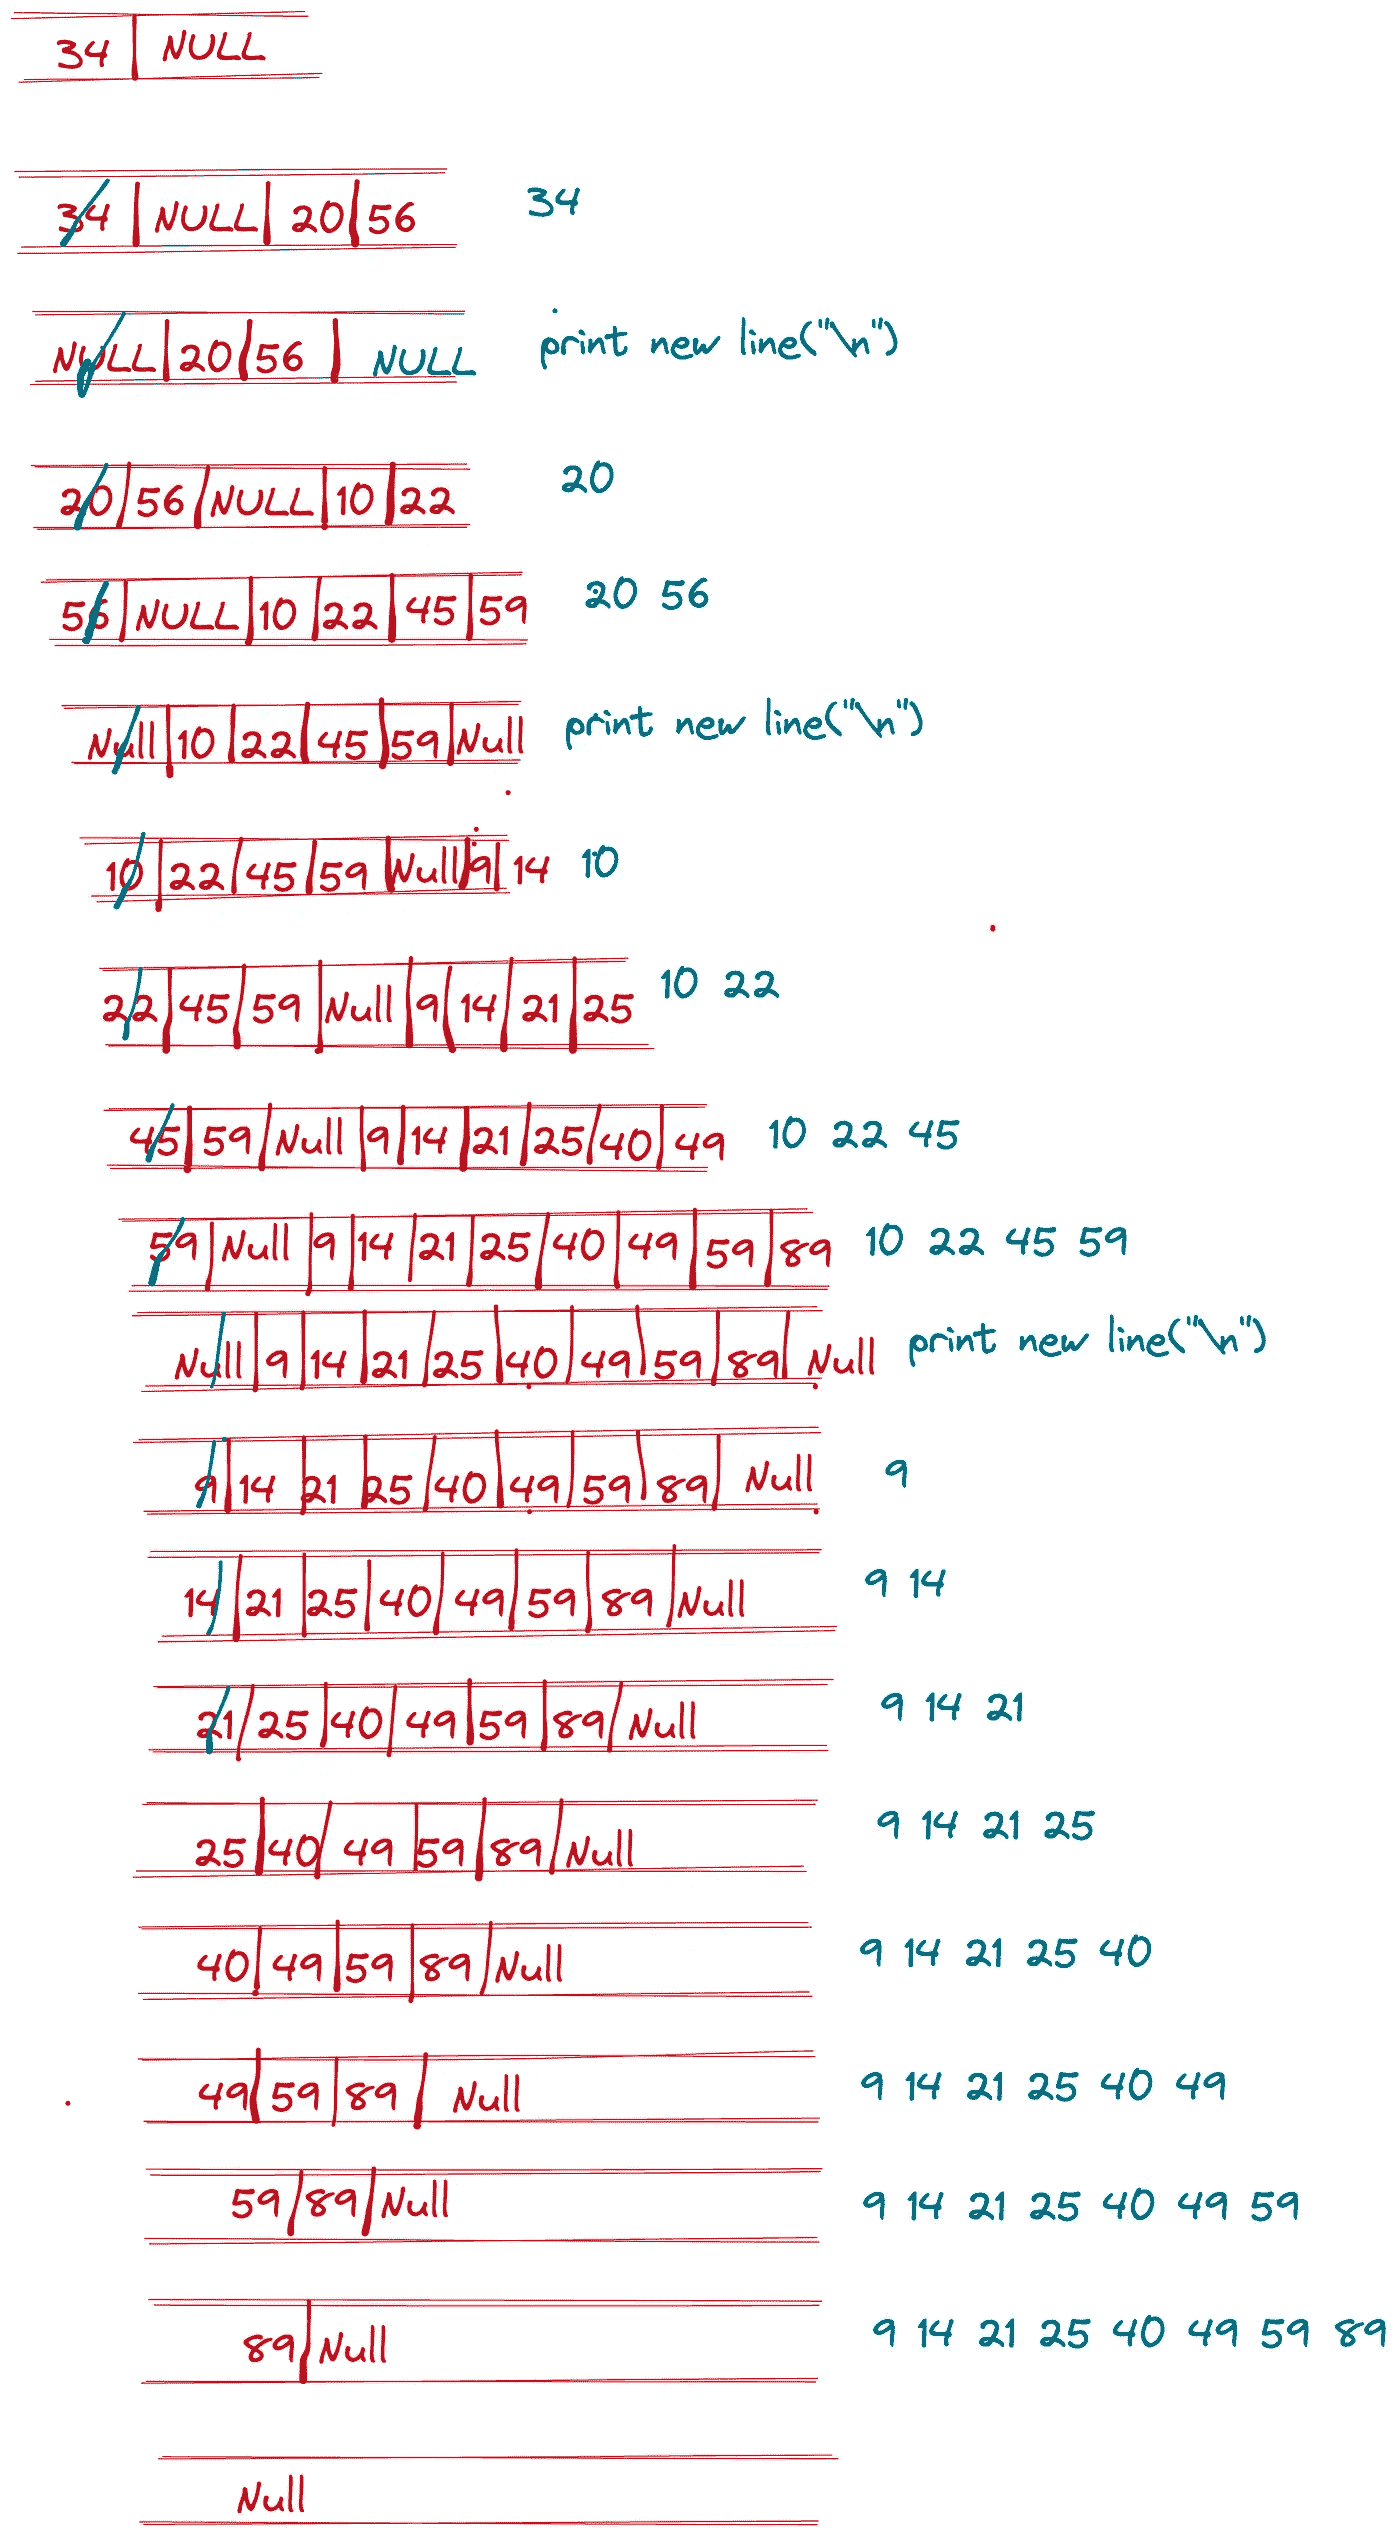 34 NULL
34 NULL 20 56 34
NULL 20 56 NULL print new line("\n")
20 56 NULL 10 22 20
56 NULL 10 22 45 59 20 56
Null 10 22 45 59 Null print new line("\n")
10 22 45 59 Null 9 14 10
22 45 59 Null 9 14 21 25 10 22
45 59 Null 9 14 21 25 40 49 10 22 45
59 Null 9 14 21 25 40 49 59 89 10 22 45 59
Null 9 14 21 25 40 49 59 89 Null print new line("\n")
9 14 21 25 40 49 59 89 Null 9
14 21 25 40 49 59 89 Null 9 14
21 25 40 49 59 89 Null 9 14 21
25 40 49 59 89 Null 9 14 21 25
40 49 59 89 Null 9 14 21 25 40
49 59 89 Null 9 14 21 25 40 49
59 89 Null 9 14 21 25 40 49 59
89 Null 9 14 21 25 40 49 59 89
Null